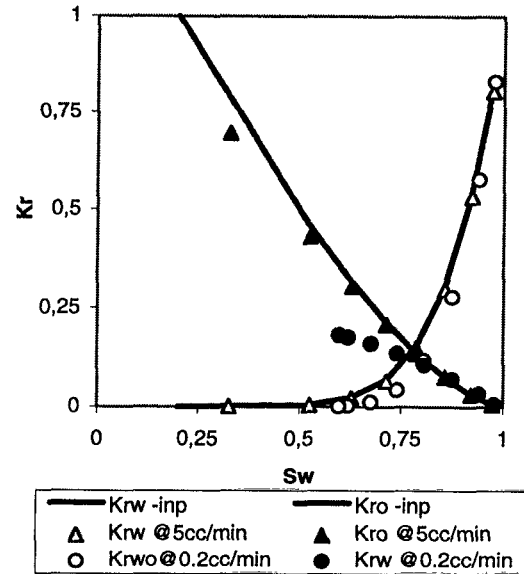 1
0,75
Kr
0,5
0,25
0
0 0,25 0,5 0,75 1
Sw
Krw -inp Kro -inp
Krw @5cc/min Kro @5cc/min
Krwo@0.2cc/min Krw @0.2cc/min